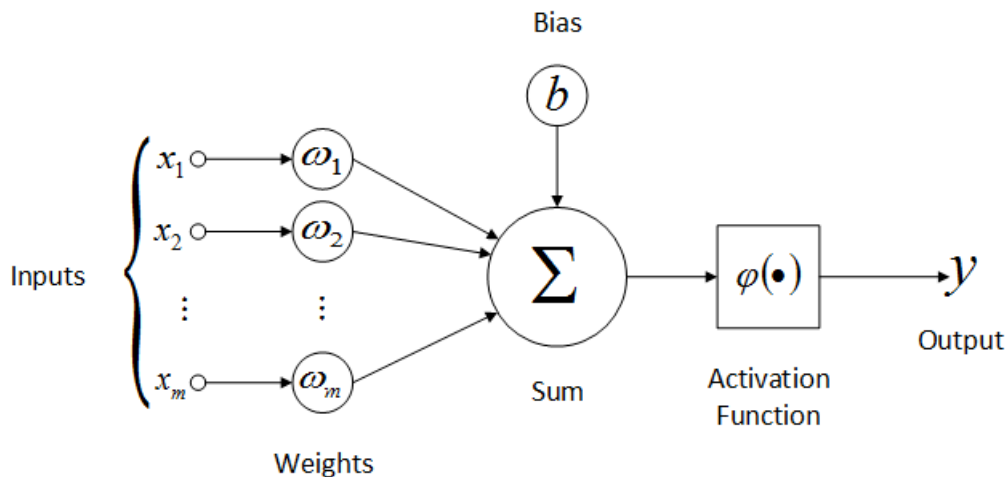 Bias
b
x₁ ω₁
x₂ ω₂
Inputs
⋮ ⋮
Σ
φ(•)
y
Output
xₘ ωₘ
Sum
Activation
Function
Weights